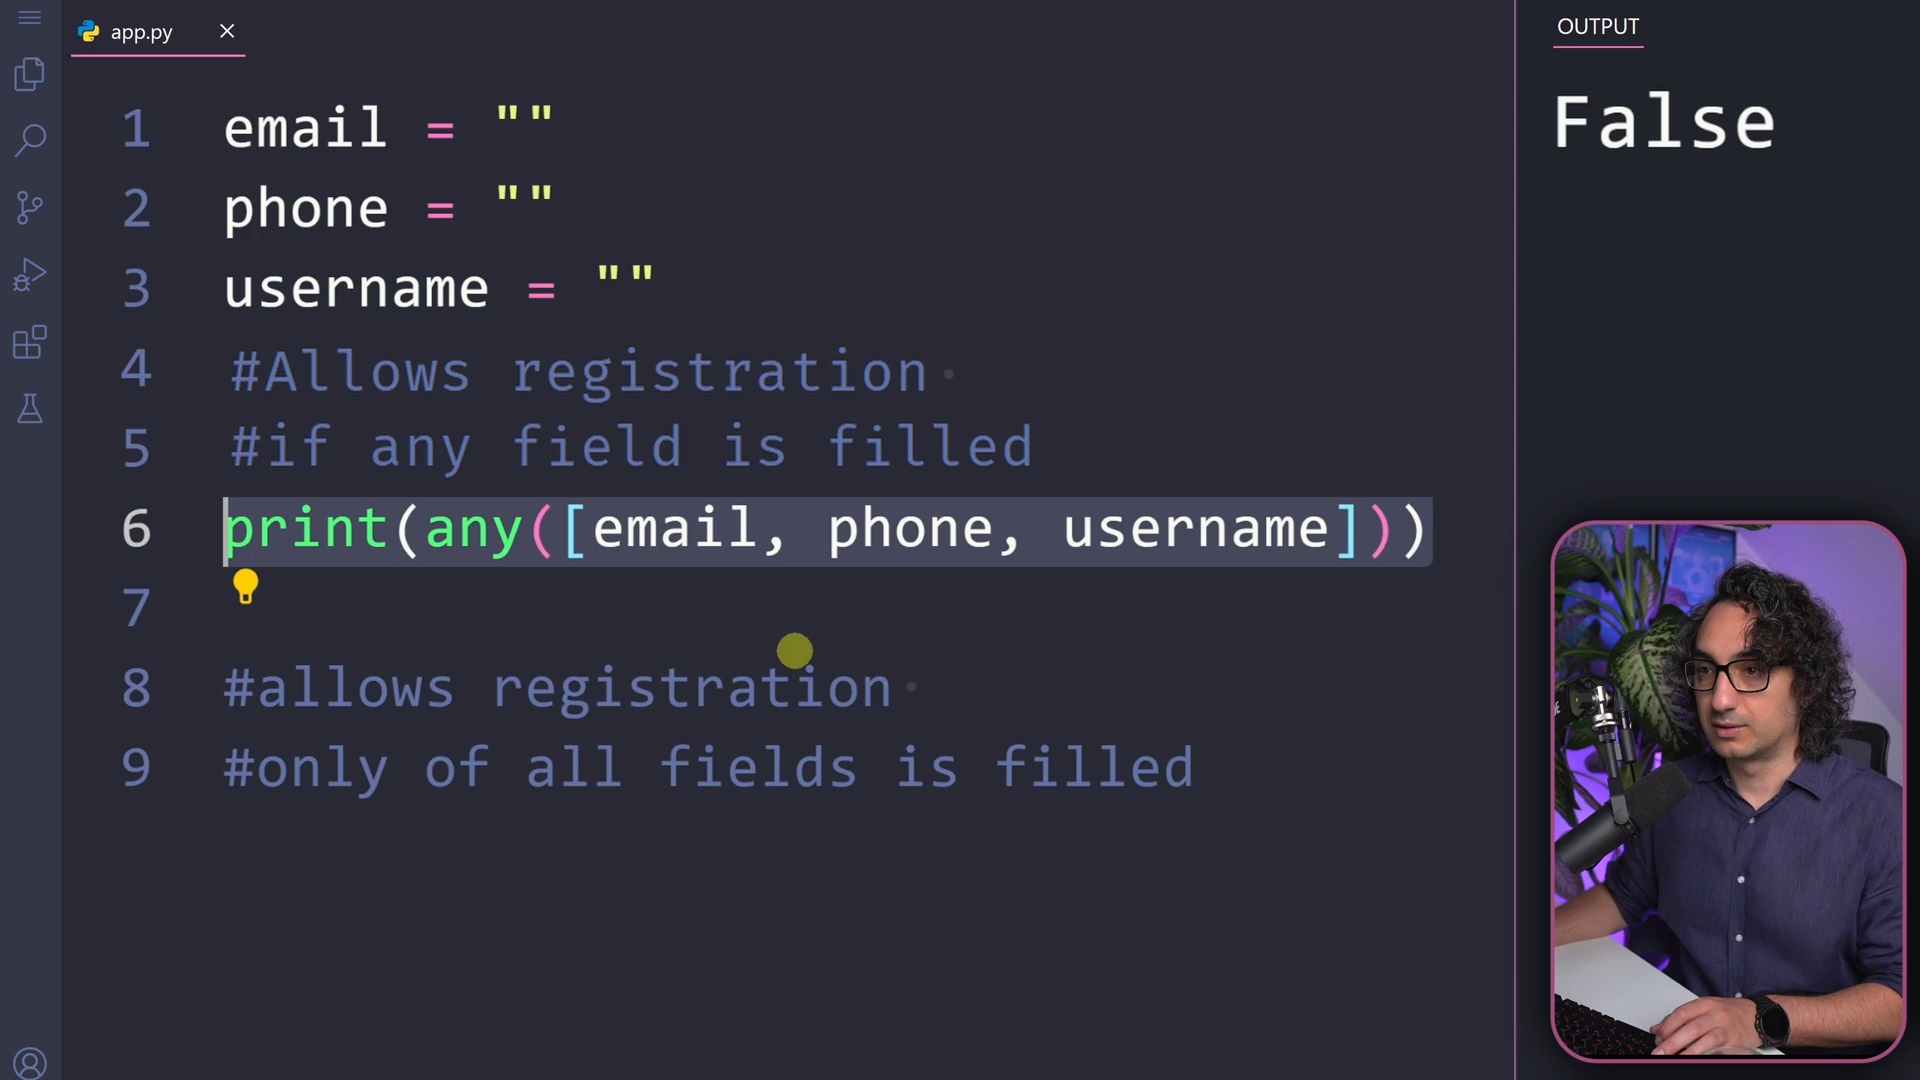 app.py
OUTPUT
False
1 email = ""
2 phone = ""
3 username = ""
4 #Allows registration
5 #if any field is filled
6 print(any([email, phone, username]))
7
8 #allows registration
9 #only of all fields is filled